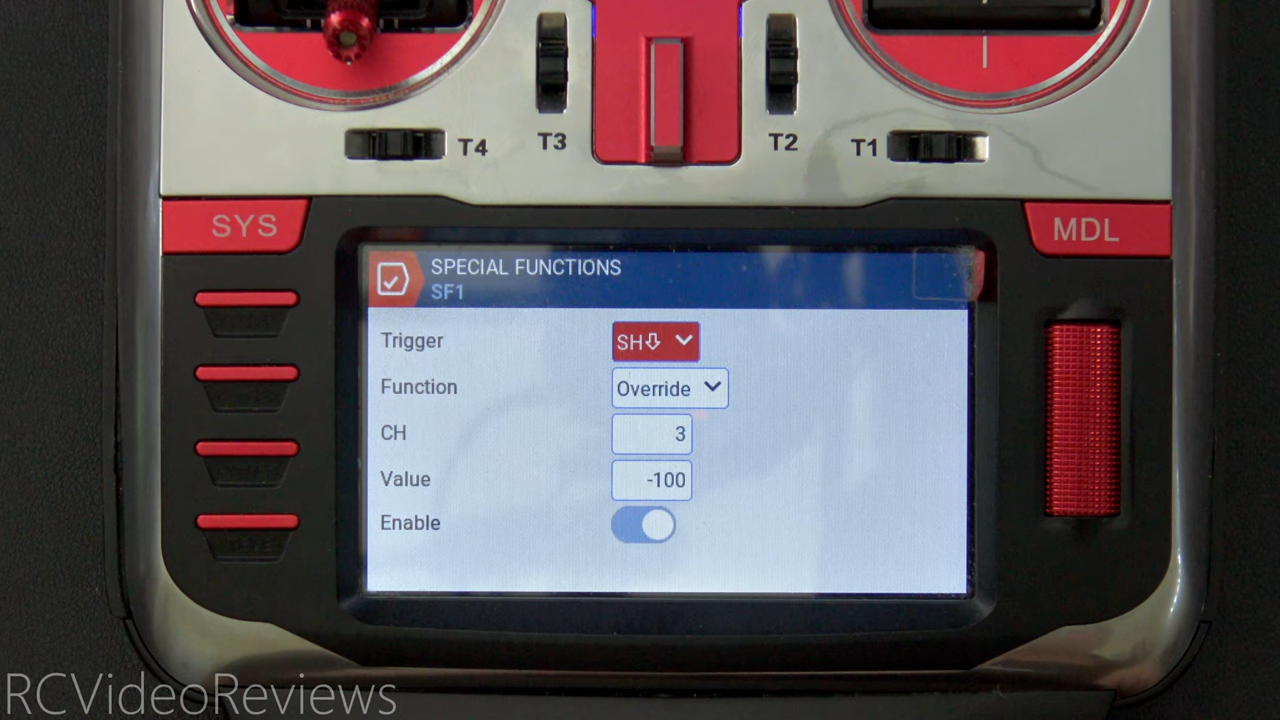 T4
T3
T2
T1
SYS
MDL
SPECIAL FUNCTIONS
SF1
Trigger SH⇩
Function Override
CH 3
Value -100
Enable
RCVideoReviews